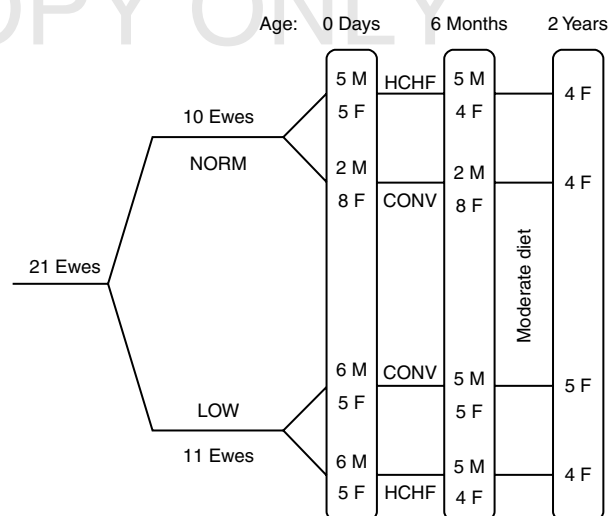 OPY ONLY
Age: 0 Days 6 Months 2 Years
5 M HCHF 5 M
5 F 4 F 4 F
10 Ewes
NORM
2 M 2 M 4 F
8 F CONV 8 F
21 Ewes
Moderate diet
6 M CONV 5 M
5 F 5 F 5 F
LOW
11 Ewes
6 M 5 M 4 F
5 F HCHF 4 F